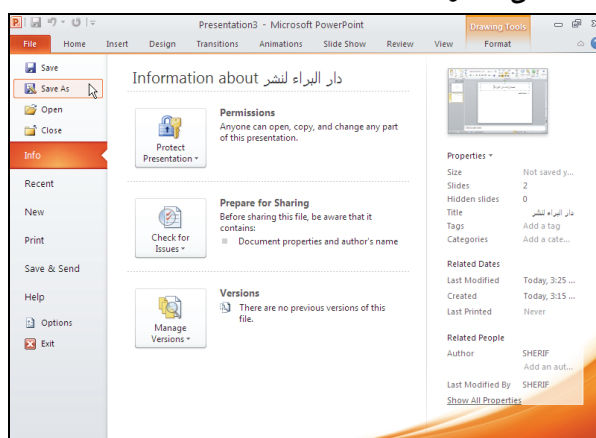 Presentation3 - Microsoft PowerPoint
Drawing Tools
File Home Insert Design Transitions Animations Slide Show Review View Format
Save
Save As
Open
Close
Info
Recent
New
Print
Save & Send
Help
Options
Exit
Information about دار البراء لنشر
Protect
Presentation
Permissions
Anyone can open, copy, and change any part
of this presentation.
Check for
Issues
Prepare for Sharing
Before sharing this file, be aware that it
contains:
Document properties and author's name
Manage
Versions
Versions
There are no previous versions of this
file.
Properties
Size Not saved y...
Slides 2
Hidden slides 0
Title دار البراء لنشر
Tags Add a tag
Categories Add a cate...
Related Dates
Last Modified Today, 3:25 ...
Created Today, 3:15 ...
Last Printed Never
Related People
Author SHERIF
Add an aut...
Last Modified By SHERIF
Show All Properties